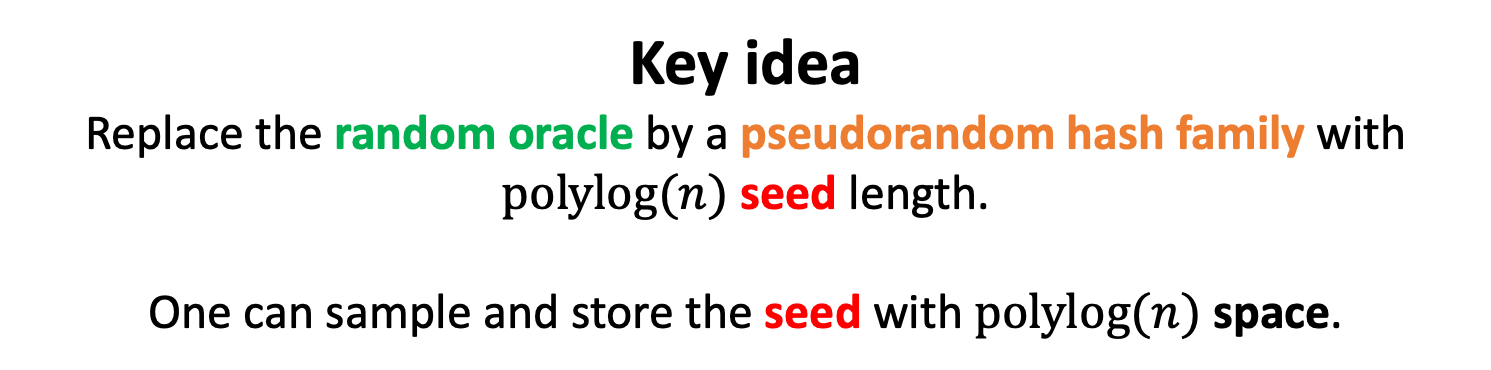 Key idea
Replace the random oracle by a pseudorandom hash family with
polylog(n) seed length.
One can sample and store the seed with polylog(n) space.